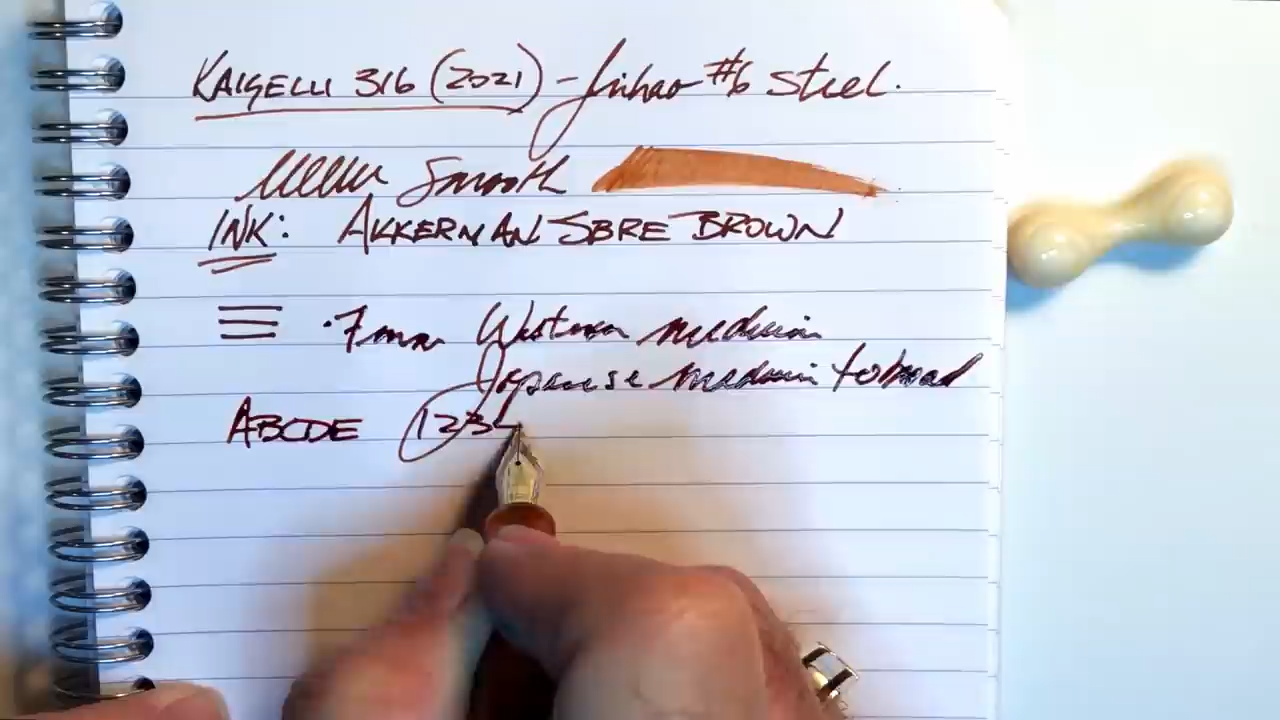 KAIGELU 316 (2021) - Jinhao #6 Steel.
Smooth
INK: AKKERMAN SBRE BROWN
.7mm Western medium
Japanese medium to broad
ABCDE 1234